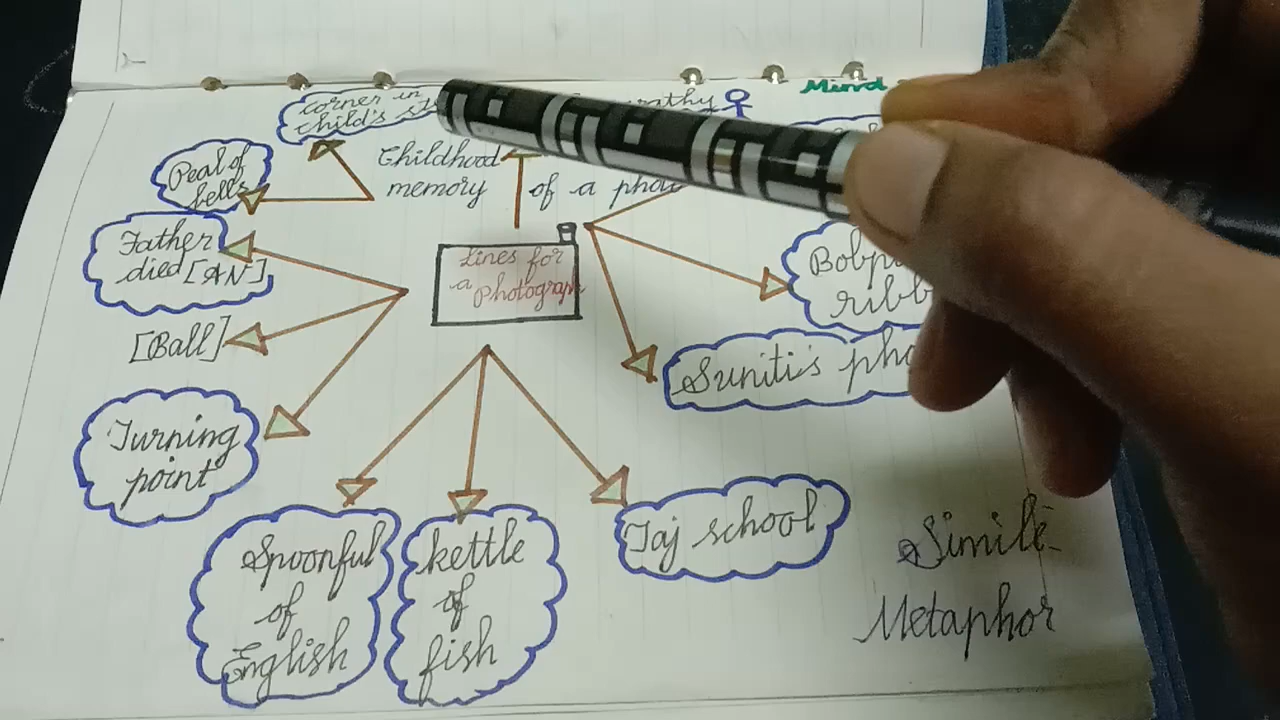 Mind
corner in
child's
Peal of
bells
Childhood
memory
of a
Father
died [AN]
Lines for
a
Photograph
[Ball]
Suniti's
Turning
point
Spoonful
of
English
kettle
of
fish
Taj school
Simile
Metaphor